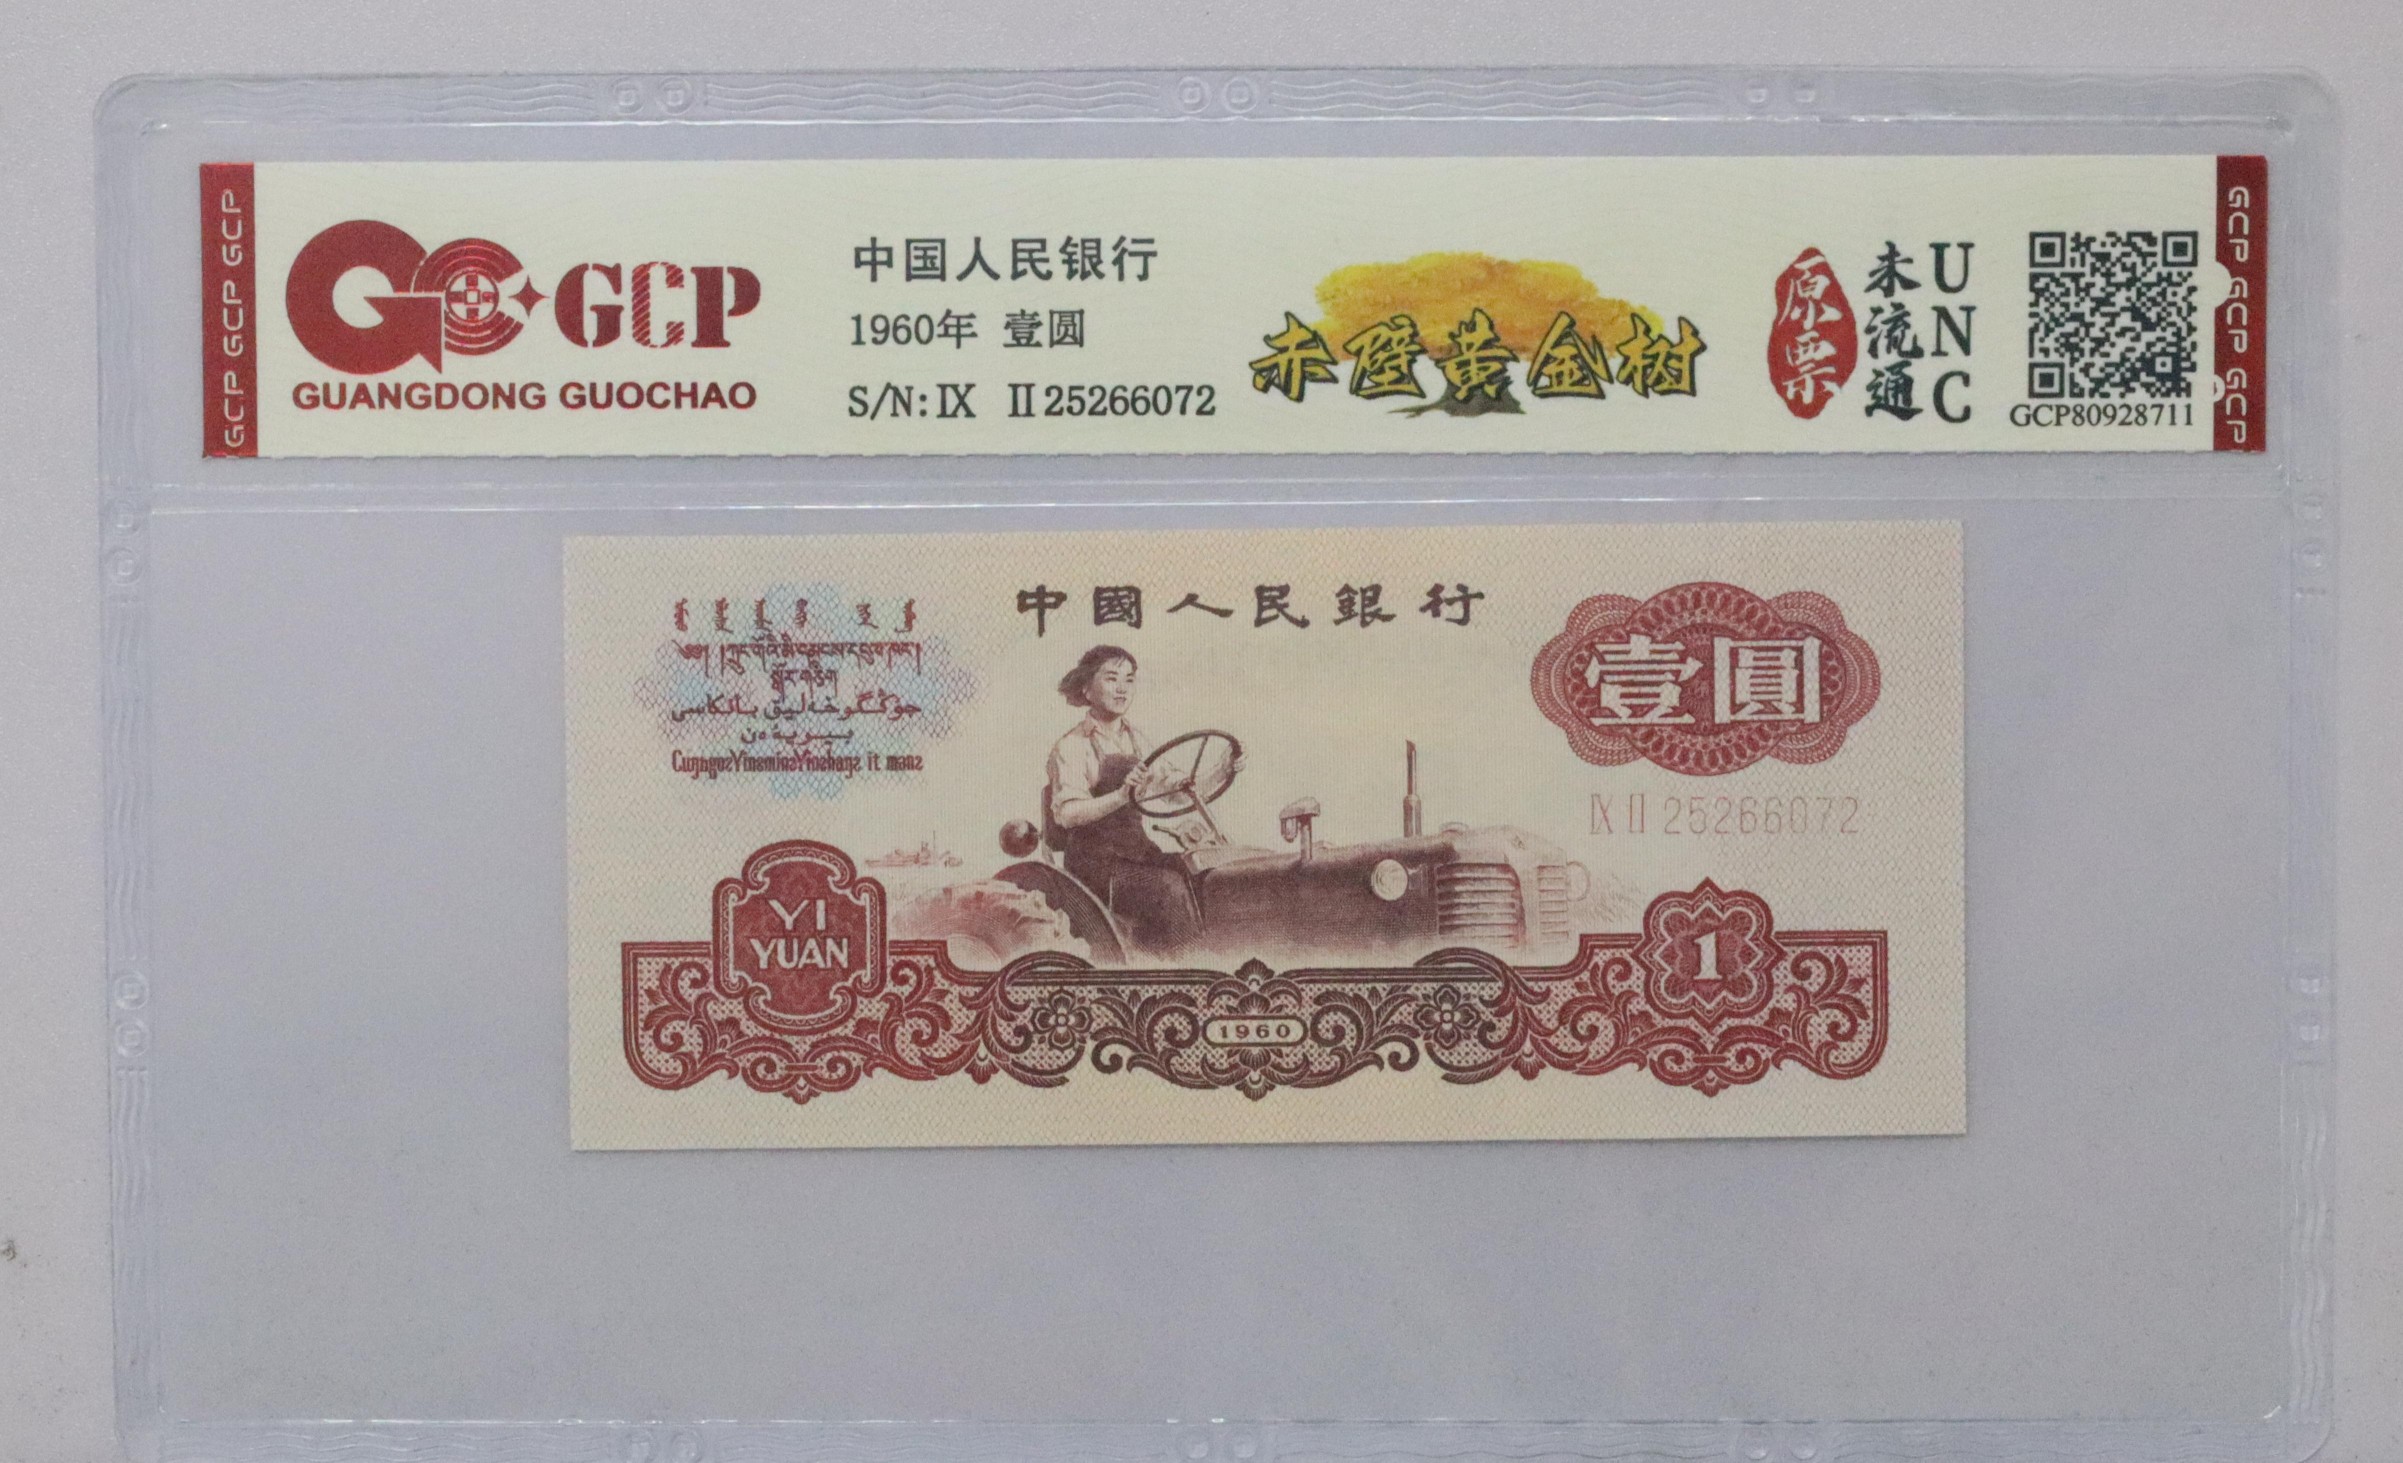 GCP GCP GCP
GCP
GUANGDONG GUOCHAO
中国人民银行
1960年 壹圆
S/N:Ⅸ Ⅱ25266072
赤壁黄金树
原票
未流通
UNC
GCP80928711
GCP GCP GCP
中國人民銀行
壹圓
ⅨⅡ25266072
YI
YUAN
1960
1